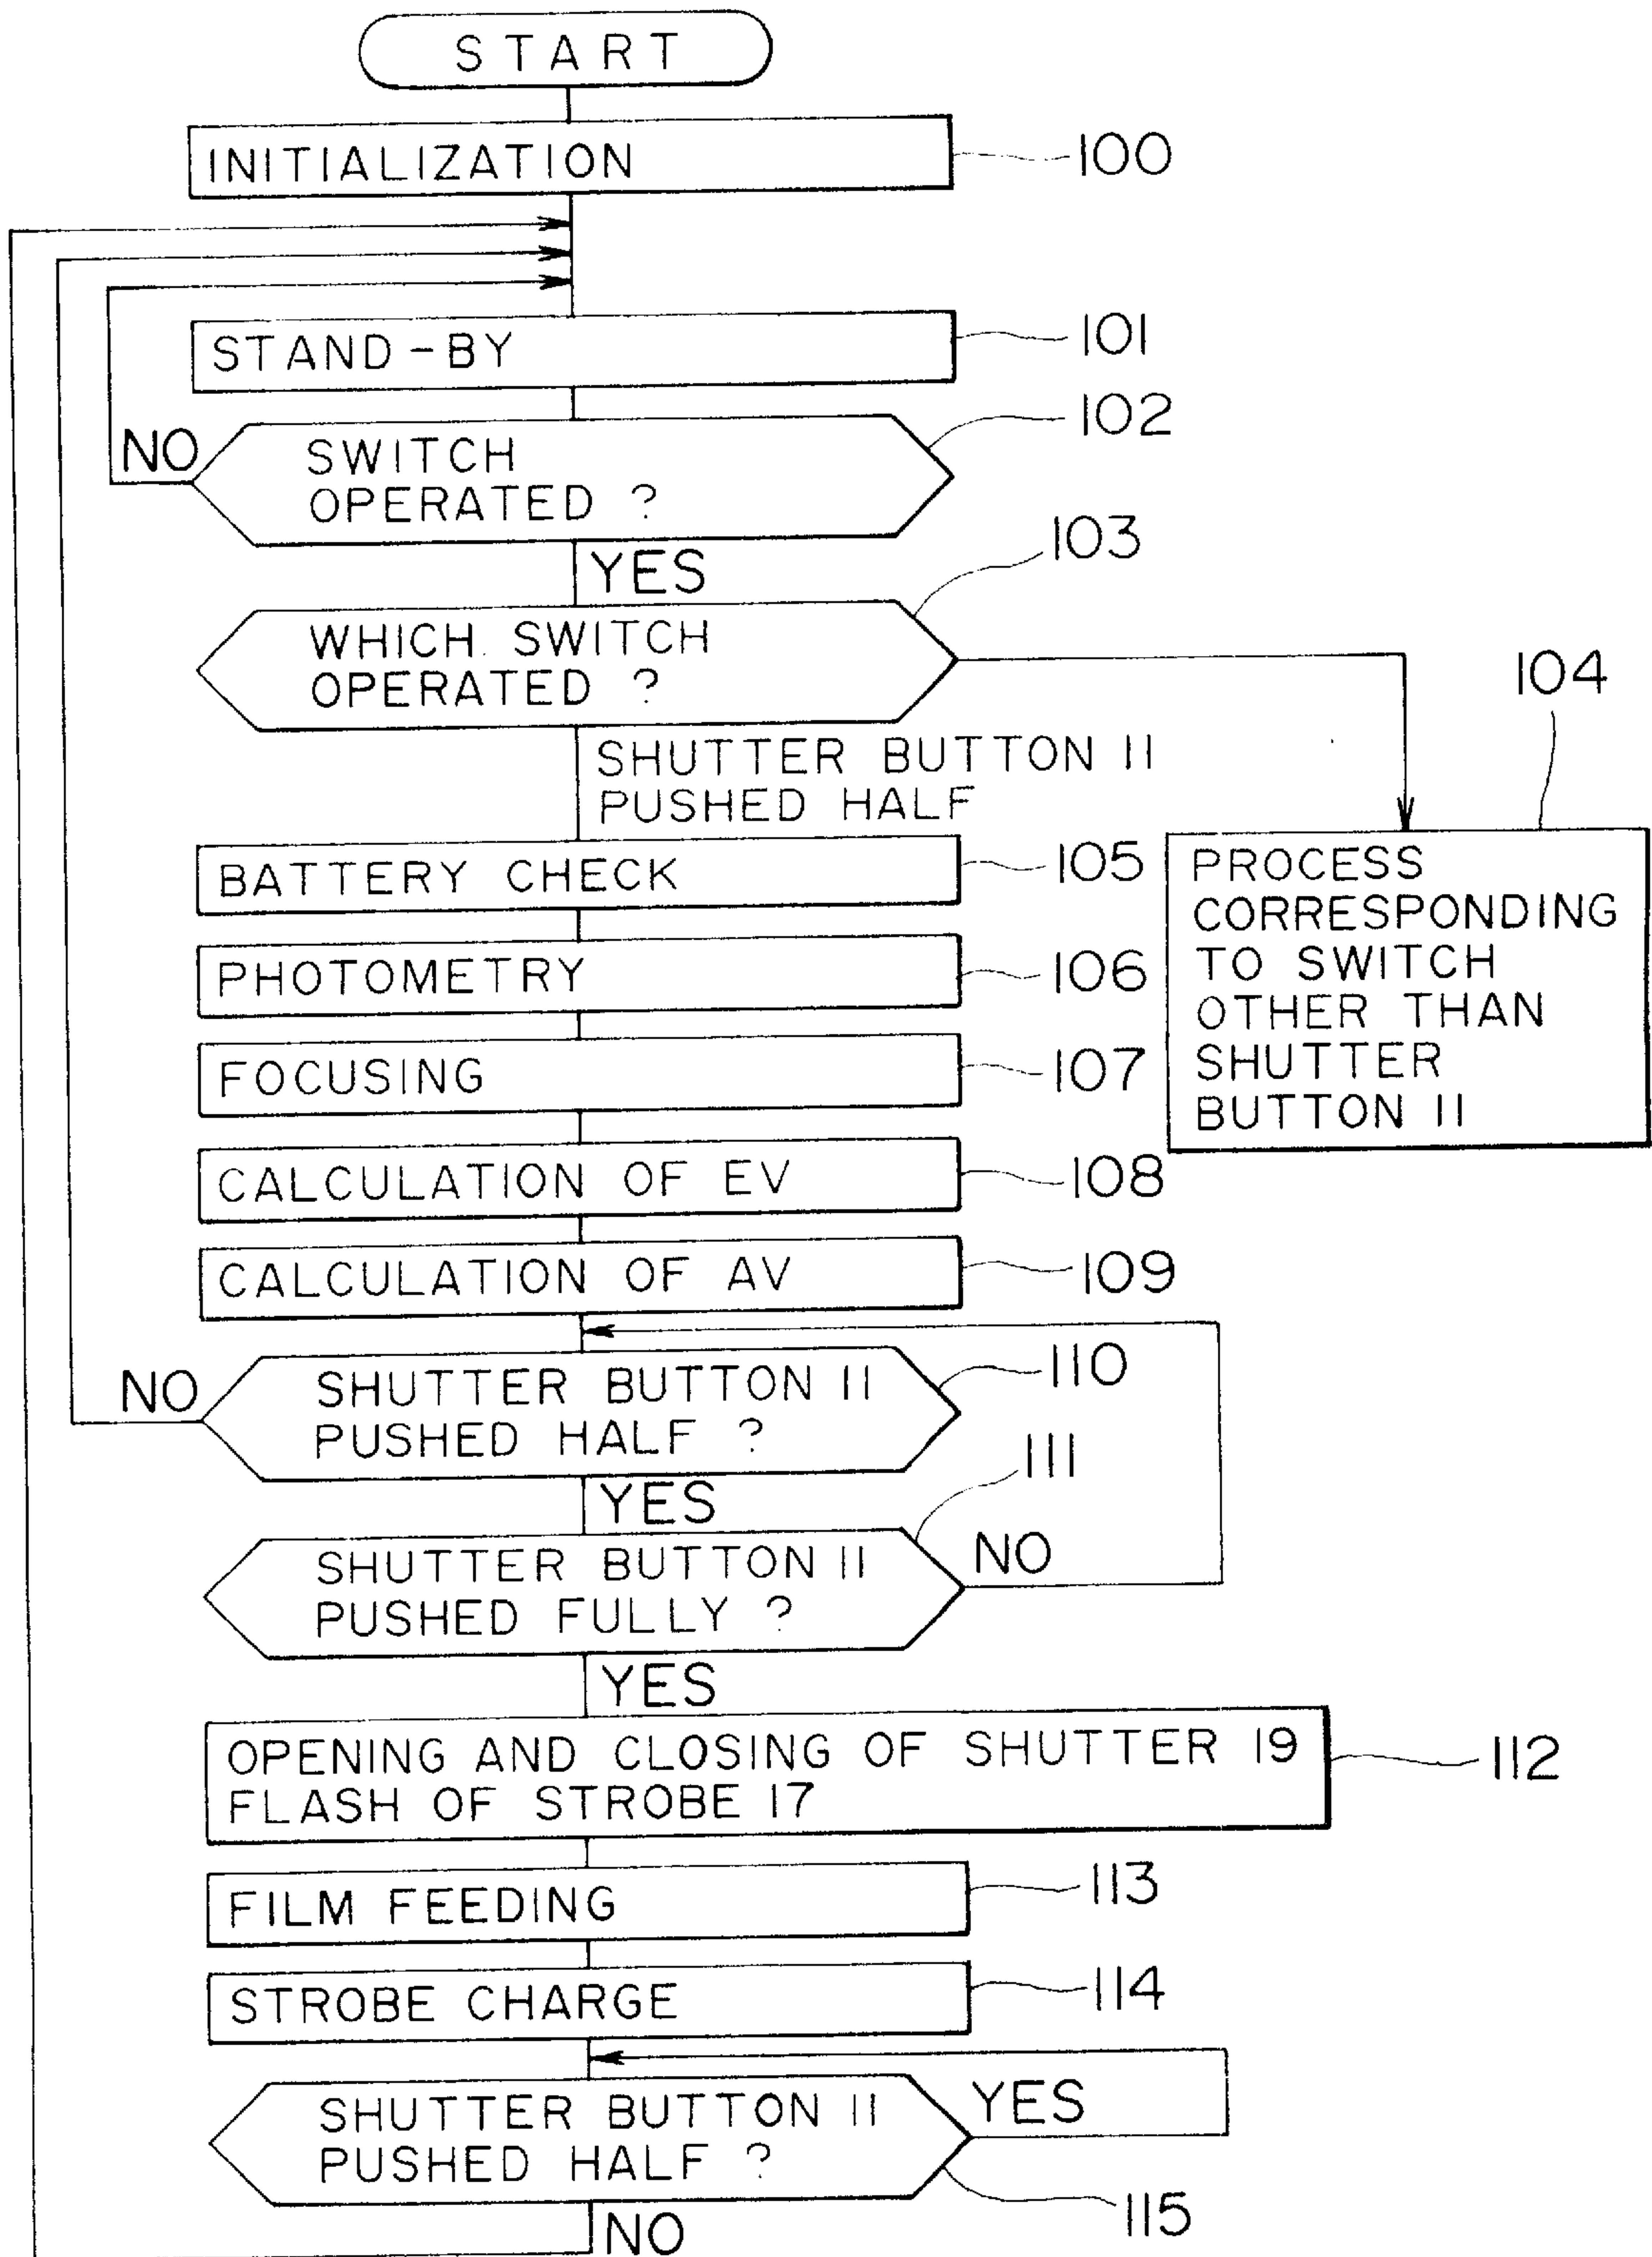 START
INITIALIZATION
100
STAND-BY
101
102
NO
SWITCH
OPERATED ?
YES
103
WHICH SWITCH
OPERATED ?
104
SHUTTER BUTTON 11
PUSHED HALF
PROCESS
CORRESPONDING
TO SWITCH
OTHER THAN
SHUTTER
BUTTON 11
BATTERY CHECK
105
PHOTOMETRY
106
FOCUSING
107
CALCULATION OF EV
108
CALCULATION OF AV
109
NO
SHUTTER BUTTON 11
PUSHED HALF ?
110
YES
111
SHUTTER BUTTON 11
PUSHED FULLY ?
NO
YES
OPENING AND CLOSING OF SHUTTER 19
FLASH OF STROBE 17
112
FILM FEEDING
113
STROBE CHARGE
114
SHUTTER BUTTON 11
PUSHED HALF ?
YES
115
NO